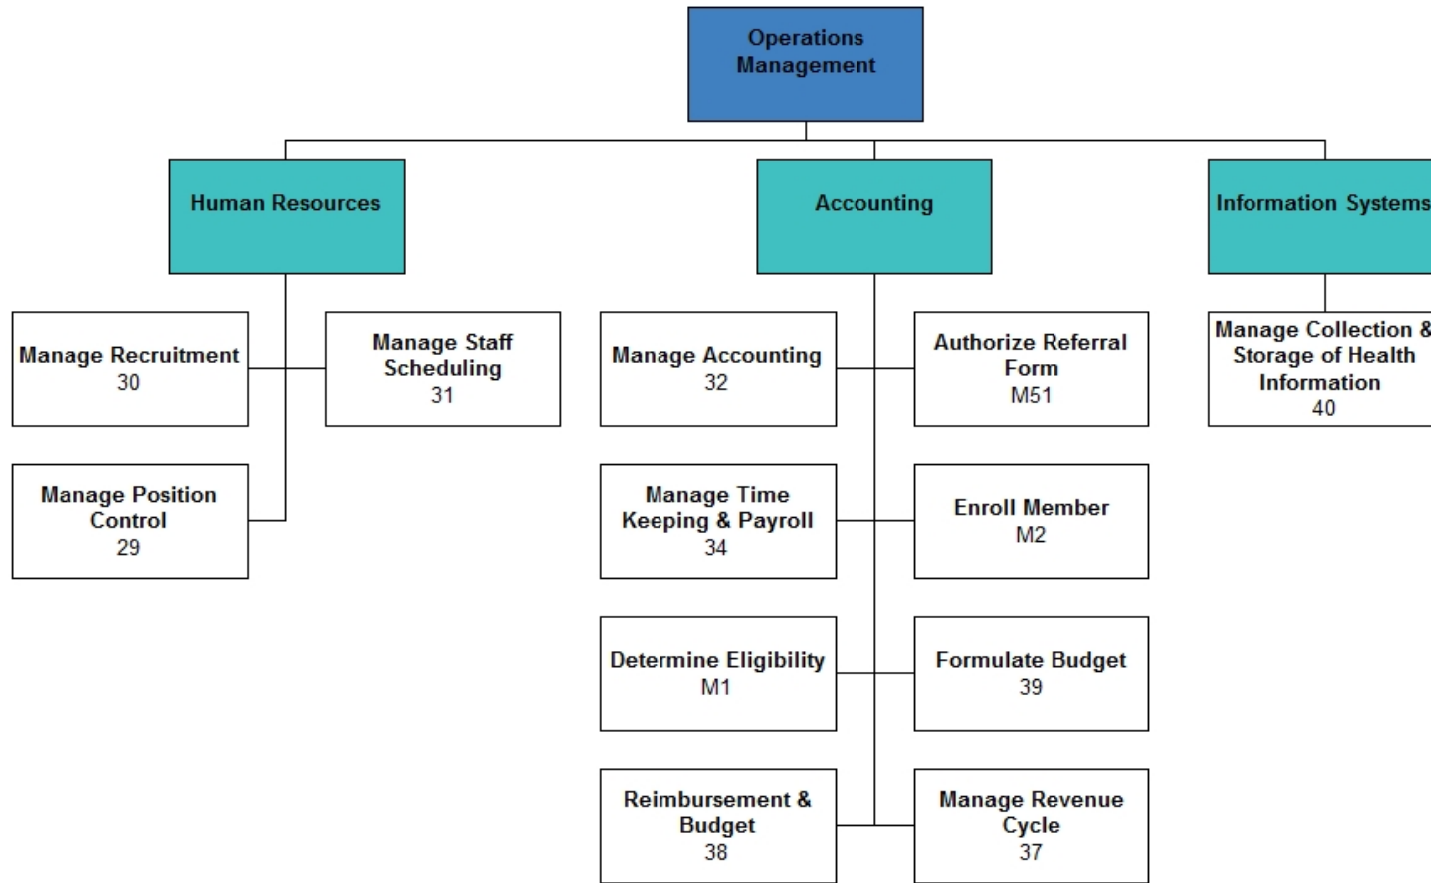 Operations
Management
Human Resources
Accounting
Information Systems
Manage Recruitment
30
Manage Staff
Scheduling
31
Manage Accounting
32
Authorize Referral
Form
M51
Manage Collection &
Storage of Health
Information
40
Manage Position
Control
29
Manage Time
Keeping & Payroll
34
Enroll Member
M2
Determine Eligibility
M1
Formulate Budget
39
Reimbursement &
Budget
38
Manage Revenue
Cycle
37